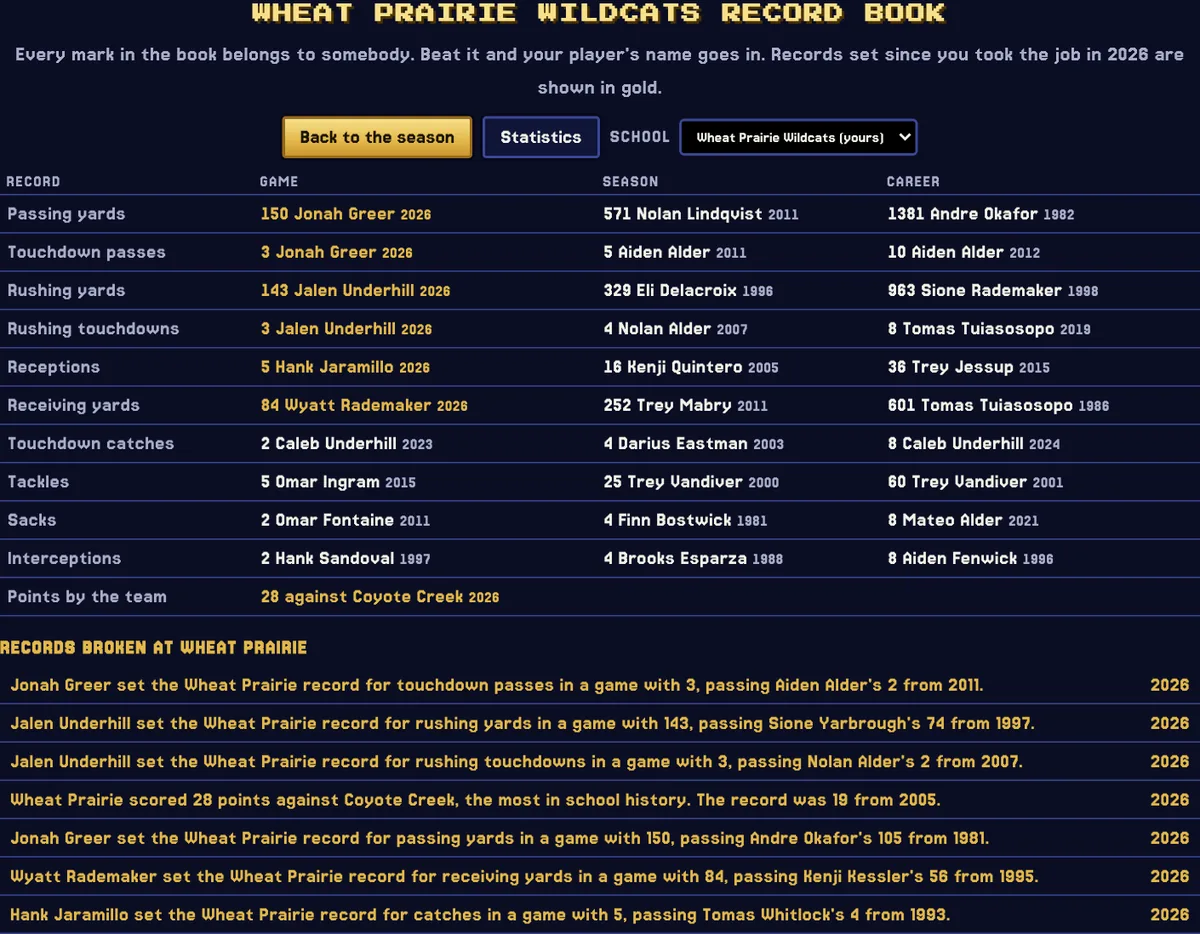 WHEAT PRAIRIE WILDCATS RECORD BOOK
Every mark in the book belongs to somebody. Beat it and your player's name goes in. Records set since you took the job in 2026 are
shown in gold.
Back to the season Statistics SCHOOL Wheat Prairie Wildcats (yours)
RECORD GAME SEASON CAREER
Passing yards 150 Jonah Greer 2026 571 Nolan Lindqvist 2011 1381 Andre Okafor 1982
Touchdown passes 3 Jonah Greer 2026 5 Aiden Alder 2011 10 Aiden Alder 2012
Rushing yards 143 Jalen Underhill 2026 329 Eli Delacroix 1996 963 Sione Rademaker 1998
Rushing touchdowns 3 Jalen Underhill 2026 4 Nolan Alder 2007 8 Tomas Tuiasosopo 2019
Receptions 5 Hank Jaramillo 2026 16 Kenji Quintero 2005 36 Trey Jessup 2015
Receiving yards 84 Wyatt Rademaker 2026 252 Trey Mabry 2011 601 Tomas Tuiasosopo 1986
Touchdown catches 2 Caleb Underhill 2023 4 Darius Eastman 2003 8 Caleb Underhill 2024
Tackles 5 Omar Ingram 2015 25 Trey Vandiver 2000 60 Trey Vandiver 2001
Sacks 2 Omar Fontaine 2011 4 Finn Bostwick 1981 8 Mateo Alder 2021
Interceptions 2 Hank Sandoval 1997 4 Brooks Esparza 1988 8 Aiden Fenwick 1996
Points by the team 28 against Coyote Creek 2026
RECORDS BROKEN AT WHEAT PRAIRIE
Jonah Greer set the Wheat Prairie record for touchdown passes in a game with 3, passing Aiden Alder's 2 from 2011. 2026
Jalen Underhill set the Wheat Prairie record for rushing yards in a game with 143, passing Sione Yarbrough's 74 from 1997. 2026
Jalen Underhill set the Wheat Prairie record for rushing touchdowns in a game with 3, passing Nolan Alder's 2 from 2007. 2026
Wheat Prairie scored 28 points against Coyote Creek, the most in school history. The record was 19 from 2005. 2026
Jonah Greer set the Wheat Prairie record for passing yards in a game with 150, passing Andre Okafor's 105 from 1981. 2026
Wyatt Rademaker set the Wheat Prairie record for receiving yards in a game with 84, passing Kenji Kessler's 56 from 1995. 2026
Hank Jaramillo set the Wheat Prairie record for catches in a game with 5, passing Tomas Whitlock's 4 from 1993. 2026